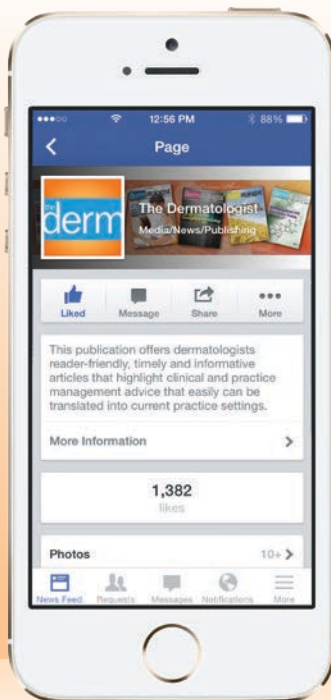 12:56 PM
88%
Page
the
derm
The Dermatologist
Media/News/Publishing
Liked
Message
Share
More
This publication offers dermatologists
reader-friendly, timely and informative
articles that highlight clinical and practice
management advice that easily can be
translated into current practice settings.
More Information
1,382
likes
Photos
10+
News Feed
Requests
Messages
Notifications
More